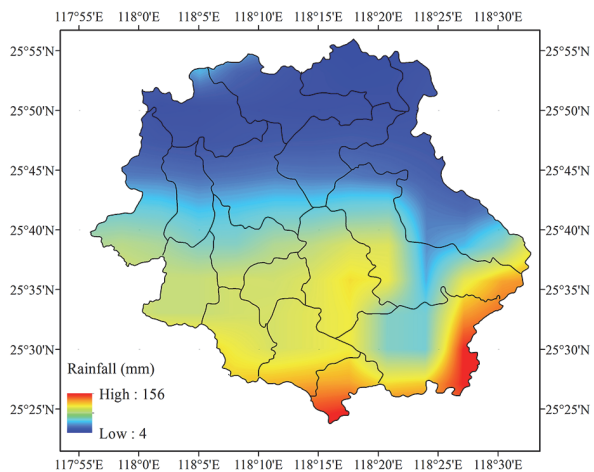 117°55'E 118°0'E 118°5'E 118°10'E 118°15'E 118°20'E 118°25'E 118°30'E
25°55'N 25°55'N
25°50'N 25°50'N
25°45'N 25°45'N
25°40'N 25°40'N
25°35'N 25°35'N
25°30'N 25°30'N
Rainfall (mm)
High : 156
25°25'N 25°25'N
Low : 4
117°55'E 118°0'E 118°5'E 118°10'E 118°15'E 118°20'E 118°25'E 118°30'E